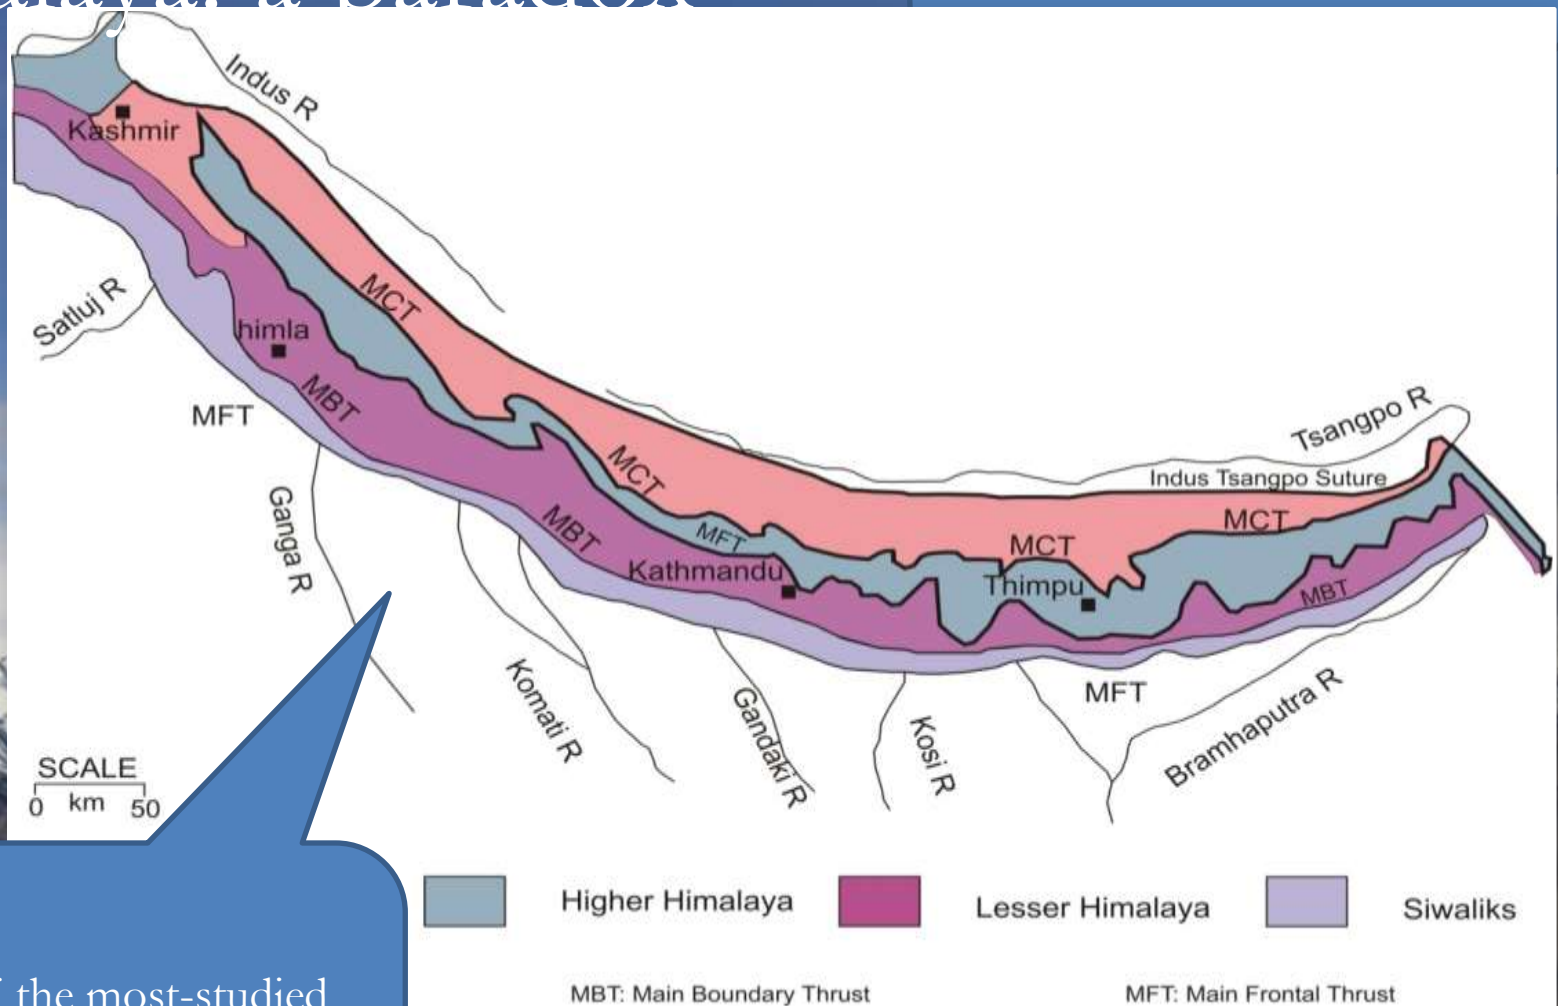 a Paradox
Indus R
Kashmir
Satluj R
himla
MCT
MBT
MFT
Ganga R
MCT
MBT
MFT
Kathmandu
Tsangpo R
Indus Tsangpo Suture
MCT
MCT
Thimpu
MBT
MFT
Komati R
Gandaki R
Kosi R
Bramhaputra R
SCALE
0 km 50
Higher Himalaya
Lesser Himalaya
Siwaliks
MBT: Main Boundary Thrust
MFT: Main Frontal Thrust
the most-studied